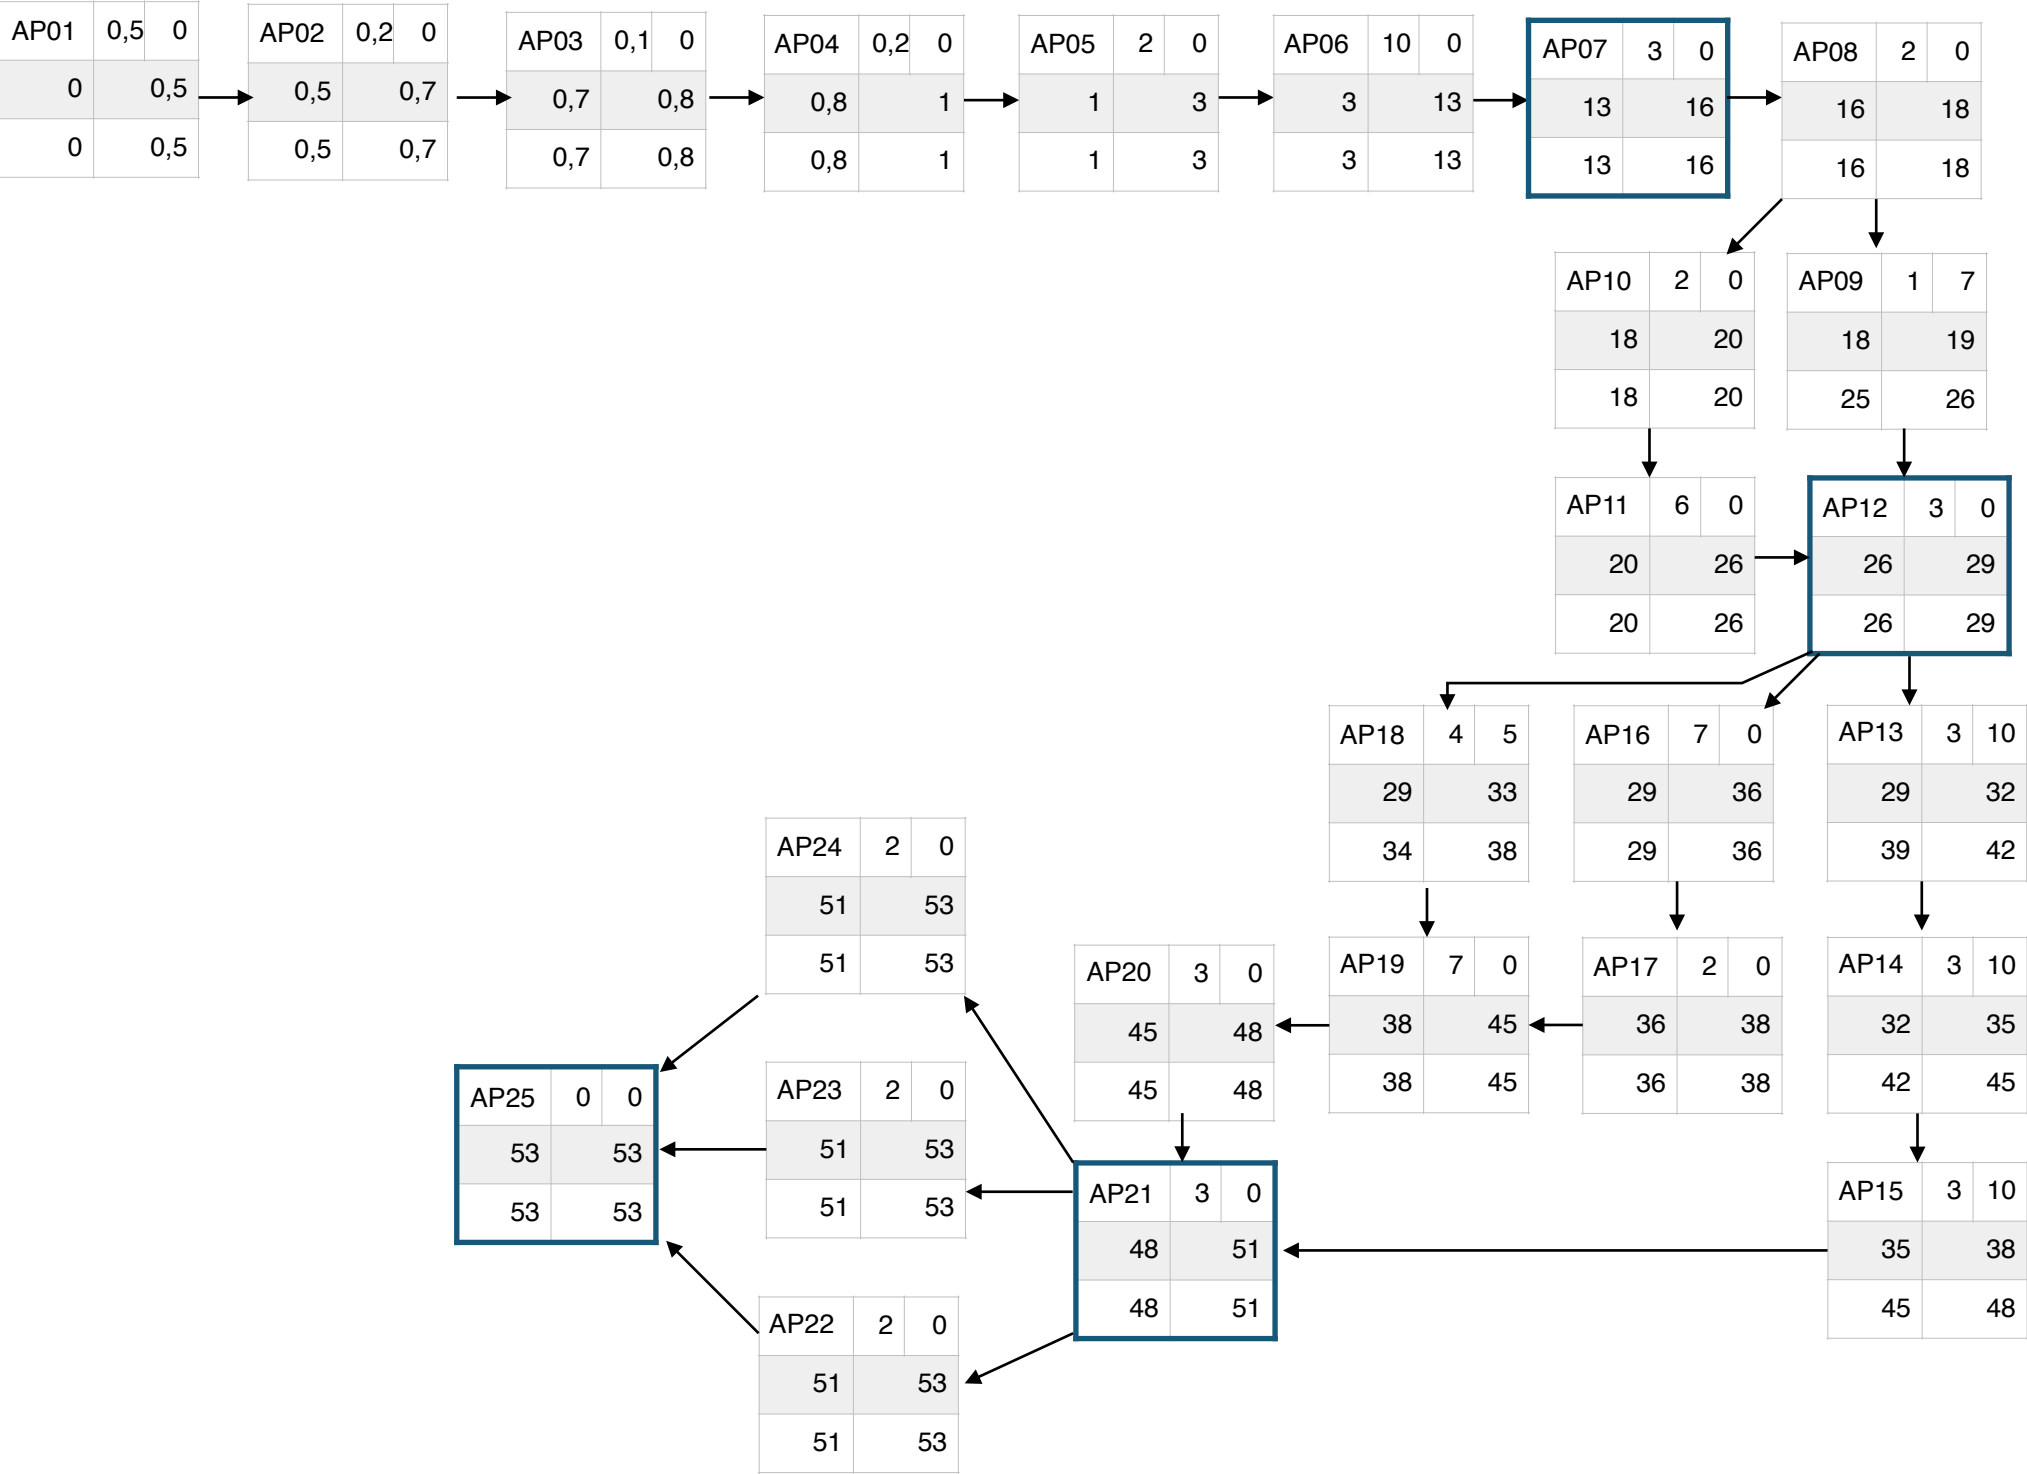 AP01 0,5 0
0 0,5
0 0,5
AP02 0,2 0
0,5 0,7
0,5 0,7
AP03 0,1 0
0,7 0,8
0,7 0,8
AP04 0,2 0
0,8 1
0,8 1
AP05 2 0
1 3
1 3
AP06 10 0
3 13
3 13
AP07 3 0
13 16
13 16
AP08 2 0
16 18
16 18
AP10 2 0
18 20
18 20
AP09 1 7
18 19
25 26
AP11 6 0
20 26
20 26
AP12 3 0
26 29
26 29
AP18 4 5
29 33
34 38
AP16 7 0
29 36
29 36
AP13 3 10
29 32
39 42
AP24 2 0
51 53
51 53
AP20 3 0
45 48
45 48
AP19 7 0
38 45
38 45
AP17 2 0
36 38
36 38
AP14 3 10
32 35
42 45
AP25 0 0
53 53
53 53
AP23 2 0
51 53
51 53
AP21 3 0
48 51
48 51
AP15 3 10
35 38
45 48
AP22 2 0
51 53
51 53